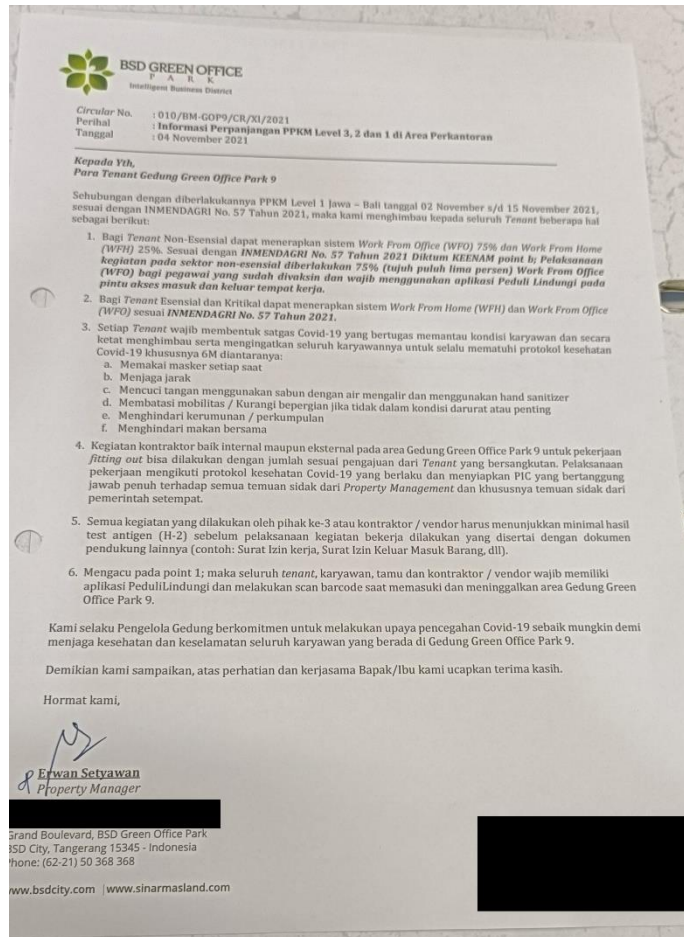 BSD GREEN OFFICE
P A R K
Intelligent Business District
Circular No. : 010/BM-GOP9/CR/XI/2021
Perihal : Informasi Perpanjangan PPKM Level 3, 2 dan 1 di Area Perkantoran
Tanggal : 04 November 2021
Kepada Yth,
Para Tenant Gedung Green Office Park 9
Sehubungan dengan diberlakukannya PPKM Level 1 Jawa – Bali tanggal 02 November s/d 15 November 2021,
sesuai dengan INMENDAGRI No. 57 Tahun 2021, maka kami menghimbau kepada seluruh Tenant beberapa hal
sebagai berikut:
1. Bagi Tenant Non-Esensial dapat menerapkan sistem Work From Office (WFO) 75% dan Work From Home
(WFH) 25%. Sesuai dengan INMENDAGRI No. 57 Tahun 2021 Diktum KEENAM point b; Pelaksanaan
kegiatan pada sektor non-esensial diberlakukan 75% (tujuh puluh lima persen) Work From Office
(WFO) bagi pegawai yang sudah divaksin dan wajib menggunakan aplikasi Peduli Lindungi pada
pintu akses masuk dan keluar tempat kerja.
2. Bagi Tenant Esensial dan Kritikal dapat menerapkan sistem Work From Home (WFH) dan Work From Office
(WFO) sesuai INMENDAGRI No. 57 Tahun 2021.
3. Setiap Tenant wajib membentuk satgas Covid-19 yang bertugas memantau kondisi karyawan dan secara
ketat menghimbau serta mengingatkan seluruh karyawannya untuk selalu mematuhi protokol kesehatan
Covid-19 khususnya 6M diantaranya:
a. Memakai masker setiap saat
b. Menjaga jarak
c. Mencuci tangan menggunakan sabun dengan air mengalir dan menggunakan hand sanitizer
d. Membatasi mobilitas / Kurangi bepergian jika tidak dalam kondisi darurat atau penting
e. Menghindari kerumunan / perkumpulan
f. Menghindari makan bersama
4. Kegiatan kontraktor baik internal maupun eksternal pada area Gedung Green Office Park 9 untuk pekerjaan
fitting out bisa dilakukan dengan jumlah sesuai pengajuan dari Tenant yang bersangkutan. Pelaksanaan
pekerjaan mengikuti protokol kesehatan Covid-19 yang berlaku dan menyiapkan PIC yang bertanggung
jawab penuh terhadap semua temuan sidak dari Property Management dan khususnya temuan sidak dari
pemerintah setempat.
5. Semua kegiatan yang dilakukan oleh pihak ke-3 atau kontraktor / vendor harus menunjukkan minimal hasil
test antigen (H-2) sebelum pelaksanaan kegiatan bekerja dilakukan yang disertai dengan dokumen
pendukung lainnya (contoh: Surat Izin kerja, Surat Izin Keluar Masuk Barang, dll).
6. Mengacu pada point 1; maka seluruh tenant, karyawan, tamu dan kontraktor / vendor wajib memiliki
aplikasi PeduliLindungi dan melakukan scan barcode saat memasuki dan meninggalkan area Gedung Green
Office Park 9.
Kami selaku Pengelola Gedung berkomitmen untuk melakukan upaya pencegahan Covid-19 sebaik mungkin demi
menjaga kesehatan dan keselamatan seluruh karyawan yang berada di Gedung Green Office Park 9.
Demikian kami sampaikan, atas perhatian dan kerjasama Bapak/Ibu kami ucapkan terima kasih.
Hormat kami,
Erwan Setyawan
Property Manager
Grand Boulevard, BSD Green Office Park
BSD City, Tangerang 15345 - Indonesia
Phone: (62-21) 50 368 368
www.bsdcity.com | www.sinarmasland.com